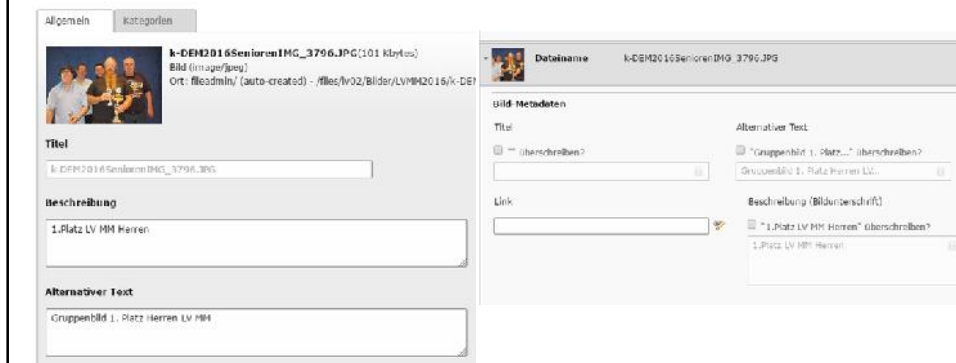 Allgemein
Kategorien
k-DEM2016SeniorenIMG_3796.JPG(101 Kbytes)
Bild (image/jpeg)
Ort: fileadmin/ (auto-created) - /files/lv02/Bilder/LVMM2016/k-DEM
Titel
k-DEM2016SeniorenIMG_3796.JPG
Beschreibung
1.Platz LV MM Herren
Alternativer Text
Gruppenbild 1. Platz Herren LV MM
Dateiname k-DEM2016SeniorenIMG_3796.JPG
Bild-Metadaten
Titel
"" überschreiben?
Alternativer Text
"Gruppenbild 1. Platz..." überschreiben?
Gruppenbild 1. Platz Herren LV...
Link
Beschreibung (Bildunterschrift)
"1.Platz LV MM Herren" überschreiben?
1.Platz LV MM Herren